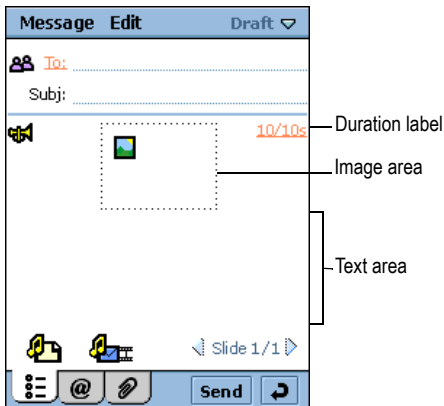 Message Edit Draft
To:
Subj:
10/10s
Duration label
Image area
Text area
Slide 1/1
@ Send